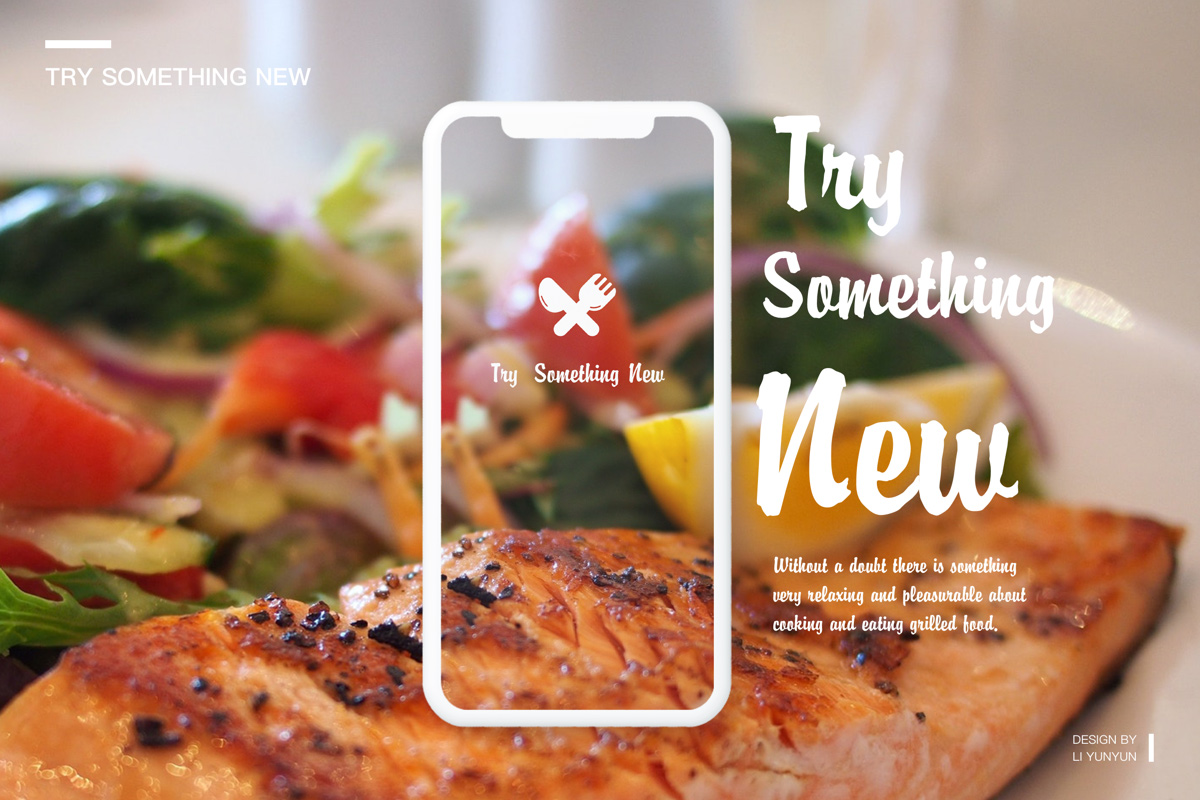 TRY SOMETHING NEW
Try Something New
Try
Something
New
Without a doubt there is something
very relaxing and pleasurable about
cooking and eating grilled food.
DESIGN BY
LI YUNYUN